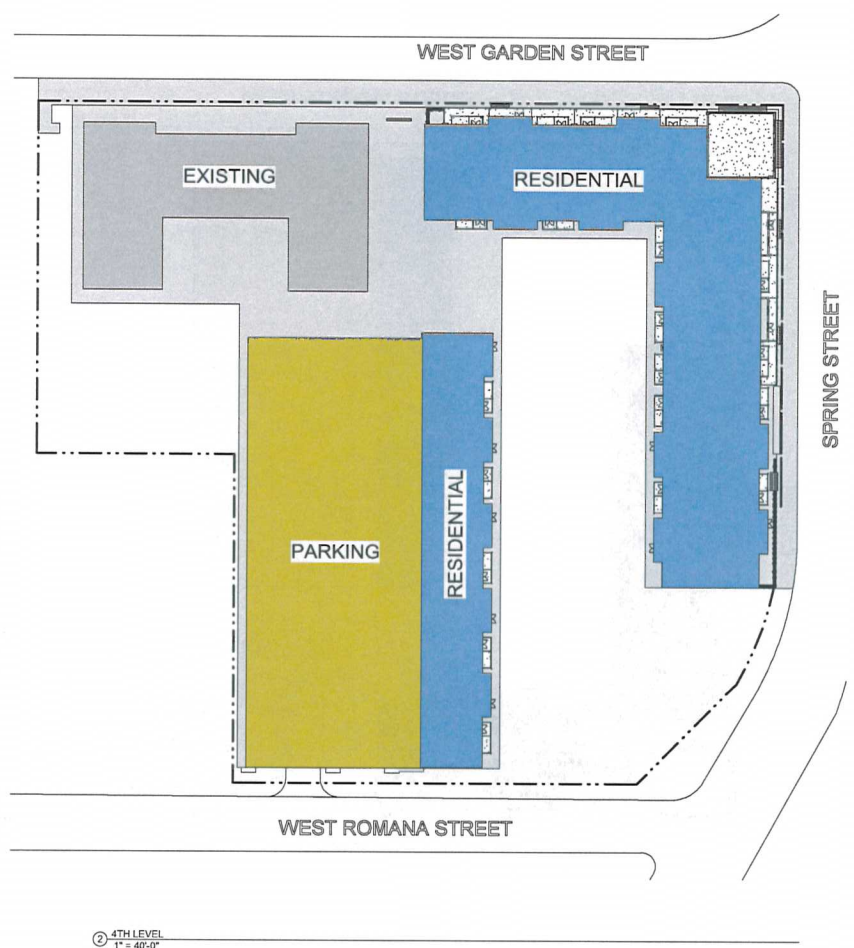 WEST GARDEN STREET
EXISTING
RESIDENTIAL
SPRING STREET
PARKING
RESIDENTIAL
WEST ROMANA STREET
2 4TH LEVEL
1" = 40'-0"